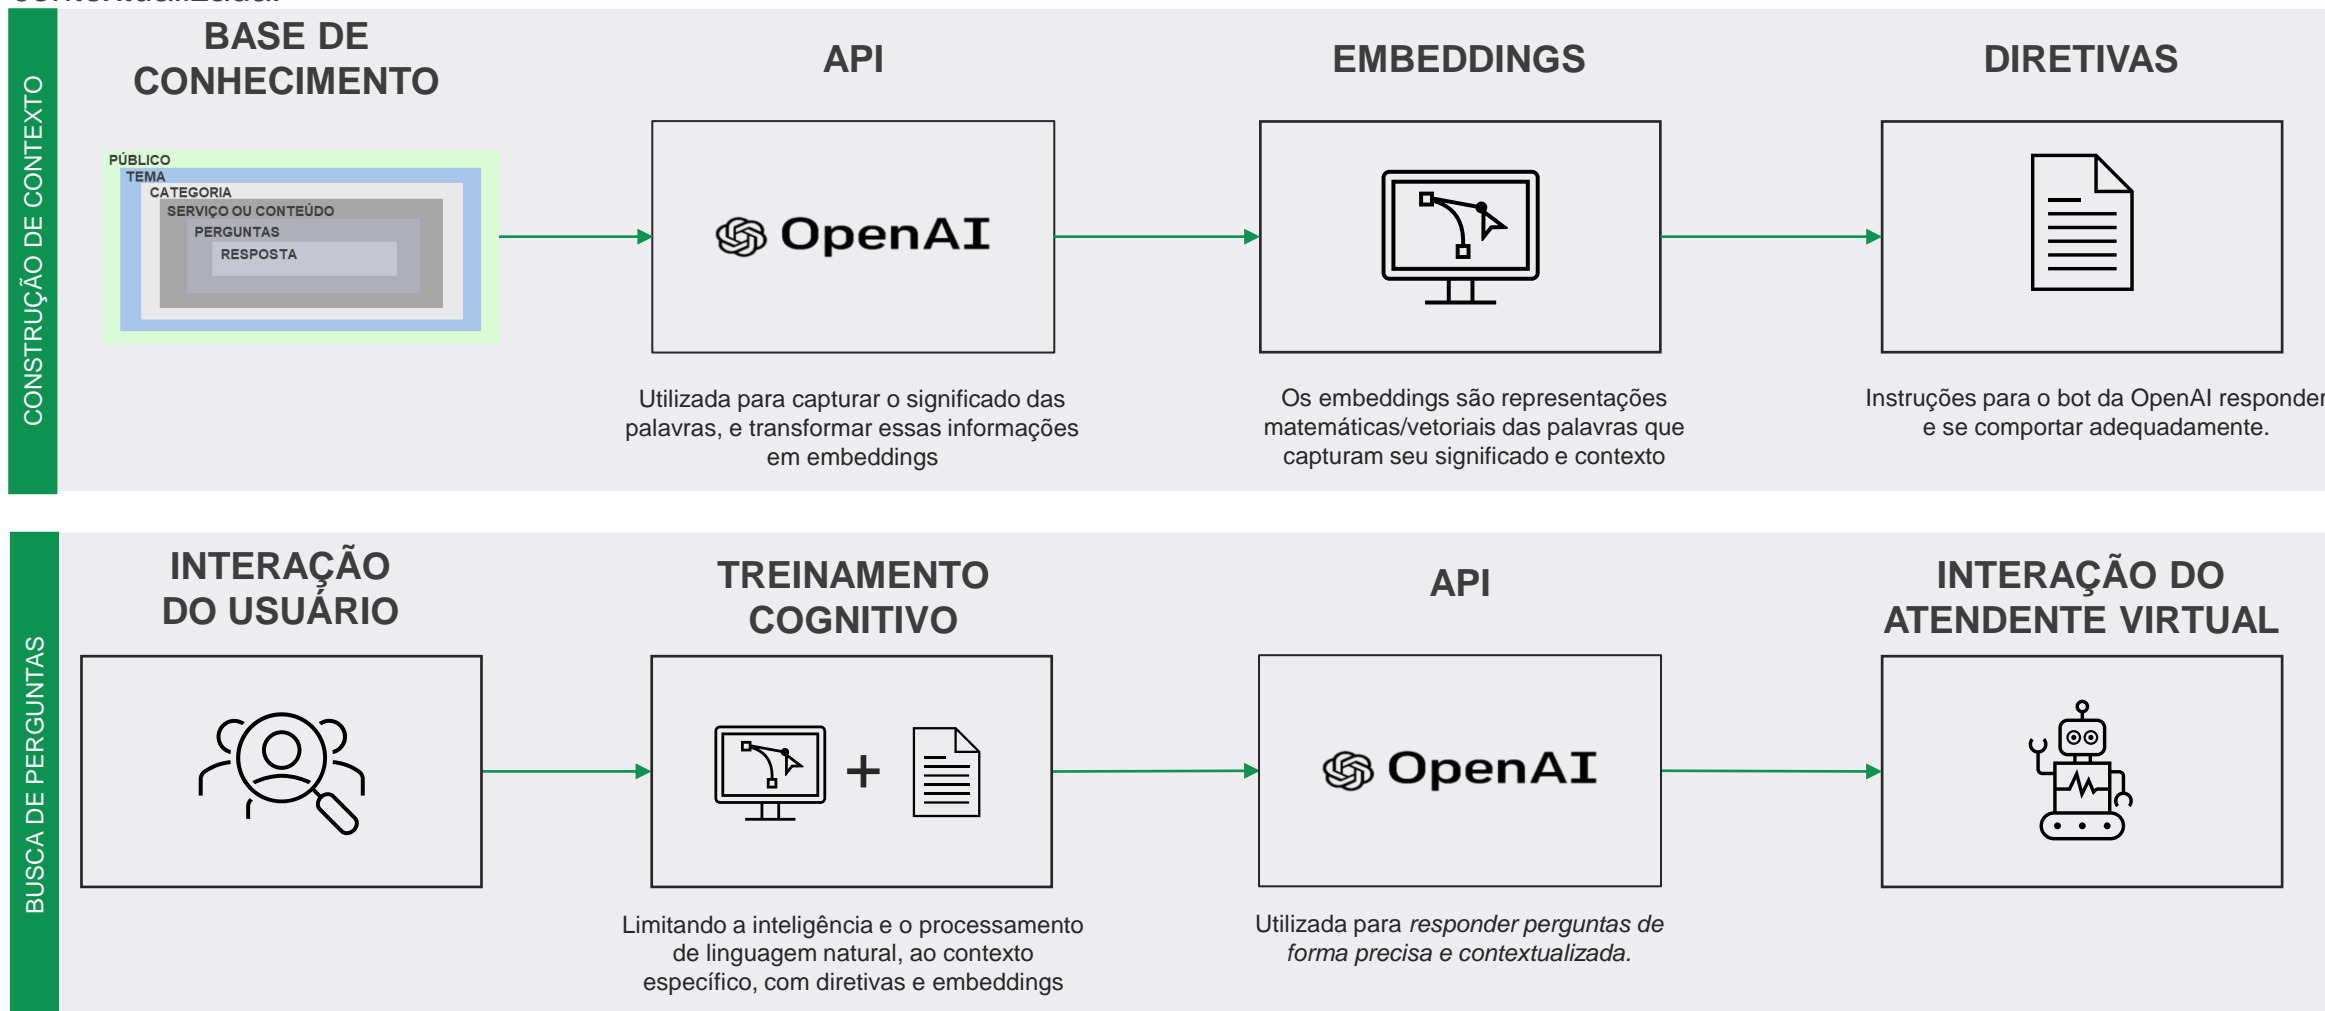 contextualizada.
CONSTRUÇÃO DE CONTEXTO
BASE DE
CONHECIMENTO
PÚBLICO
TEMA
CATEGORIA
SERVIÇO OU CONTEÚDO
PERGUNTAS
RESPOSTA
API
OpenAI
Utilizada para capturar o significado das
palavras, e transformar essas informações
em embeddings
EMBEDDINGS
Os embeddings são representações
matemáticas/vetoriais das palavras que
capturam seu significado e contexto
DIRETIVAS
Instruções para o bot da OpenAI responder
e se comportar adequadamente.
BUSCA DE PERGUNTAS
INTERAÇÃO
DO USUÁRIO
TREINAMENTO
COGNITIVO
+
Limitando a inteligência e o processamento
de linguagem natural, ao contexto
específico, com diretivas e embeddings
API
OpenAI
Utilizada para responder perguntas de
forma precisa e contextualizada.
INTERAÇÃO DO
ATENDENTE VIRTUAL